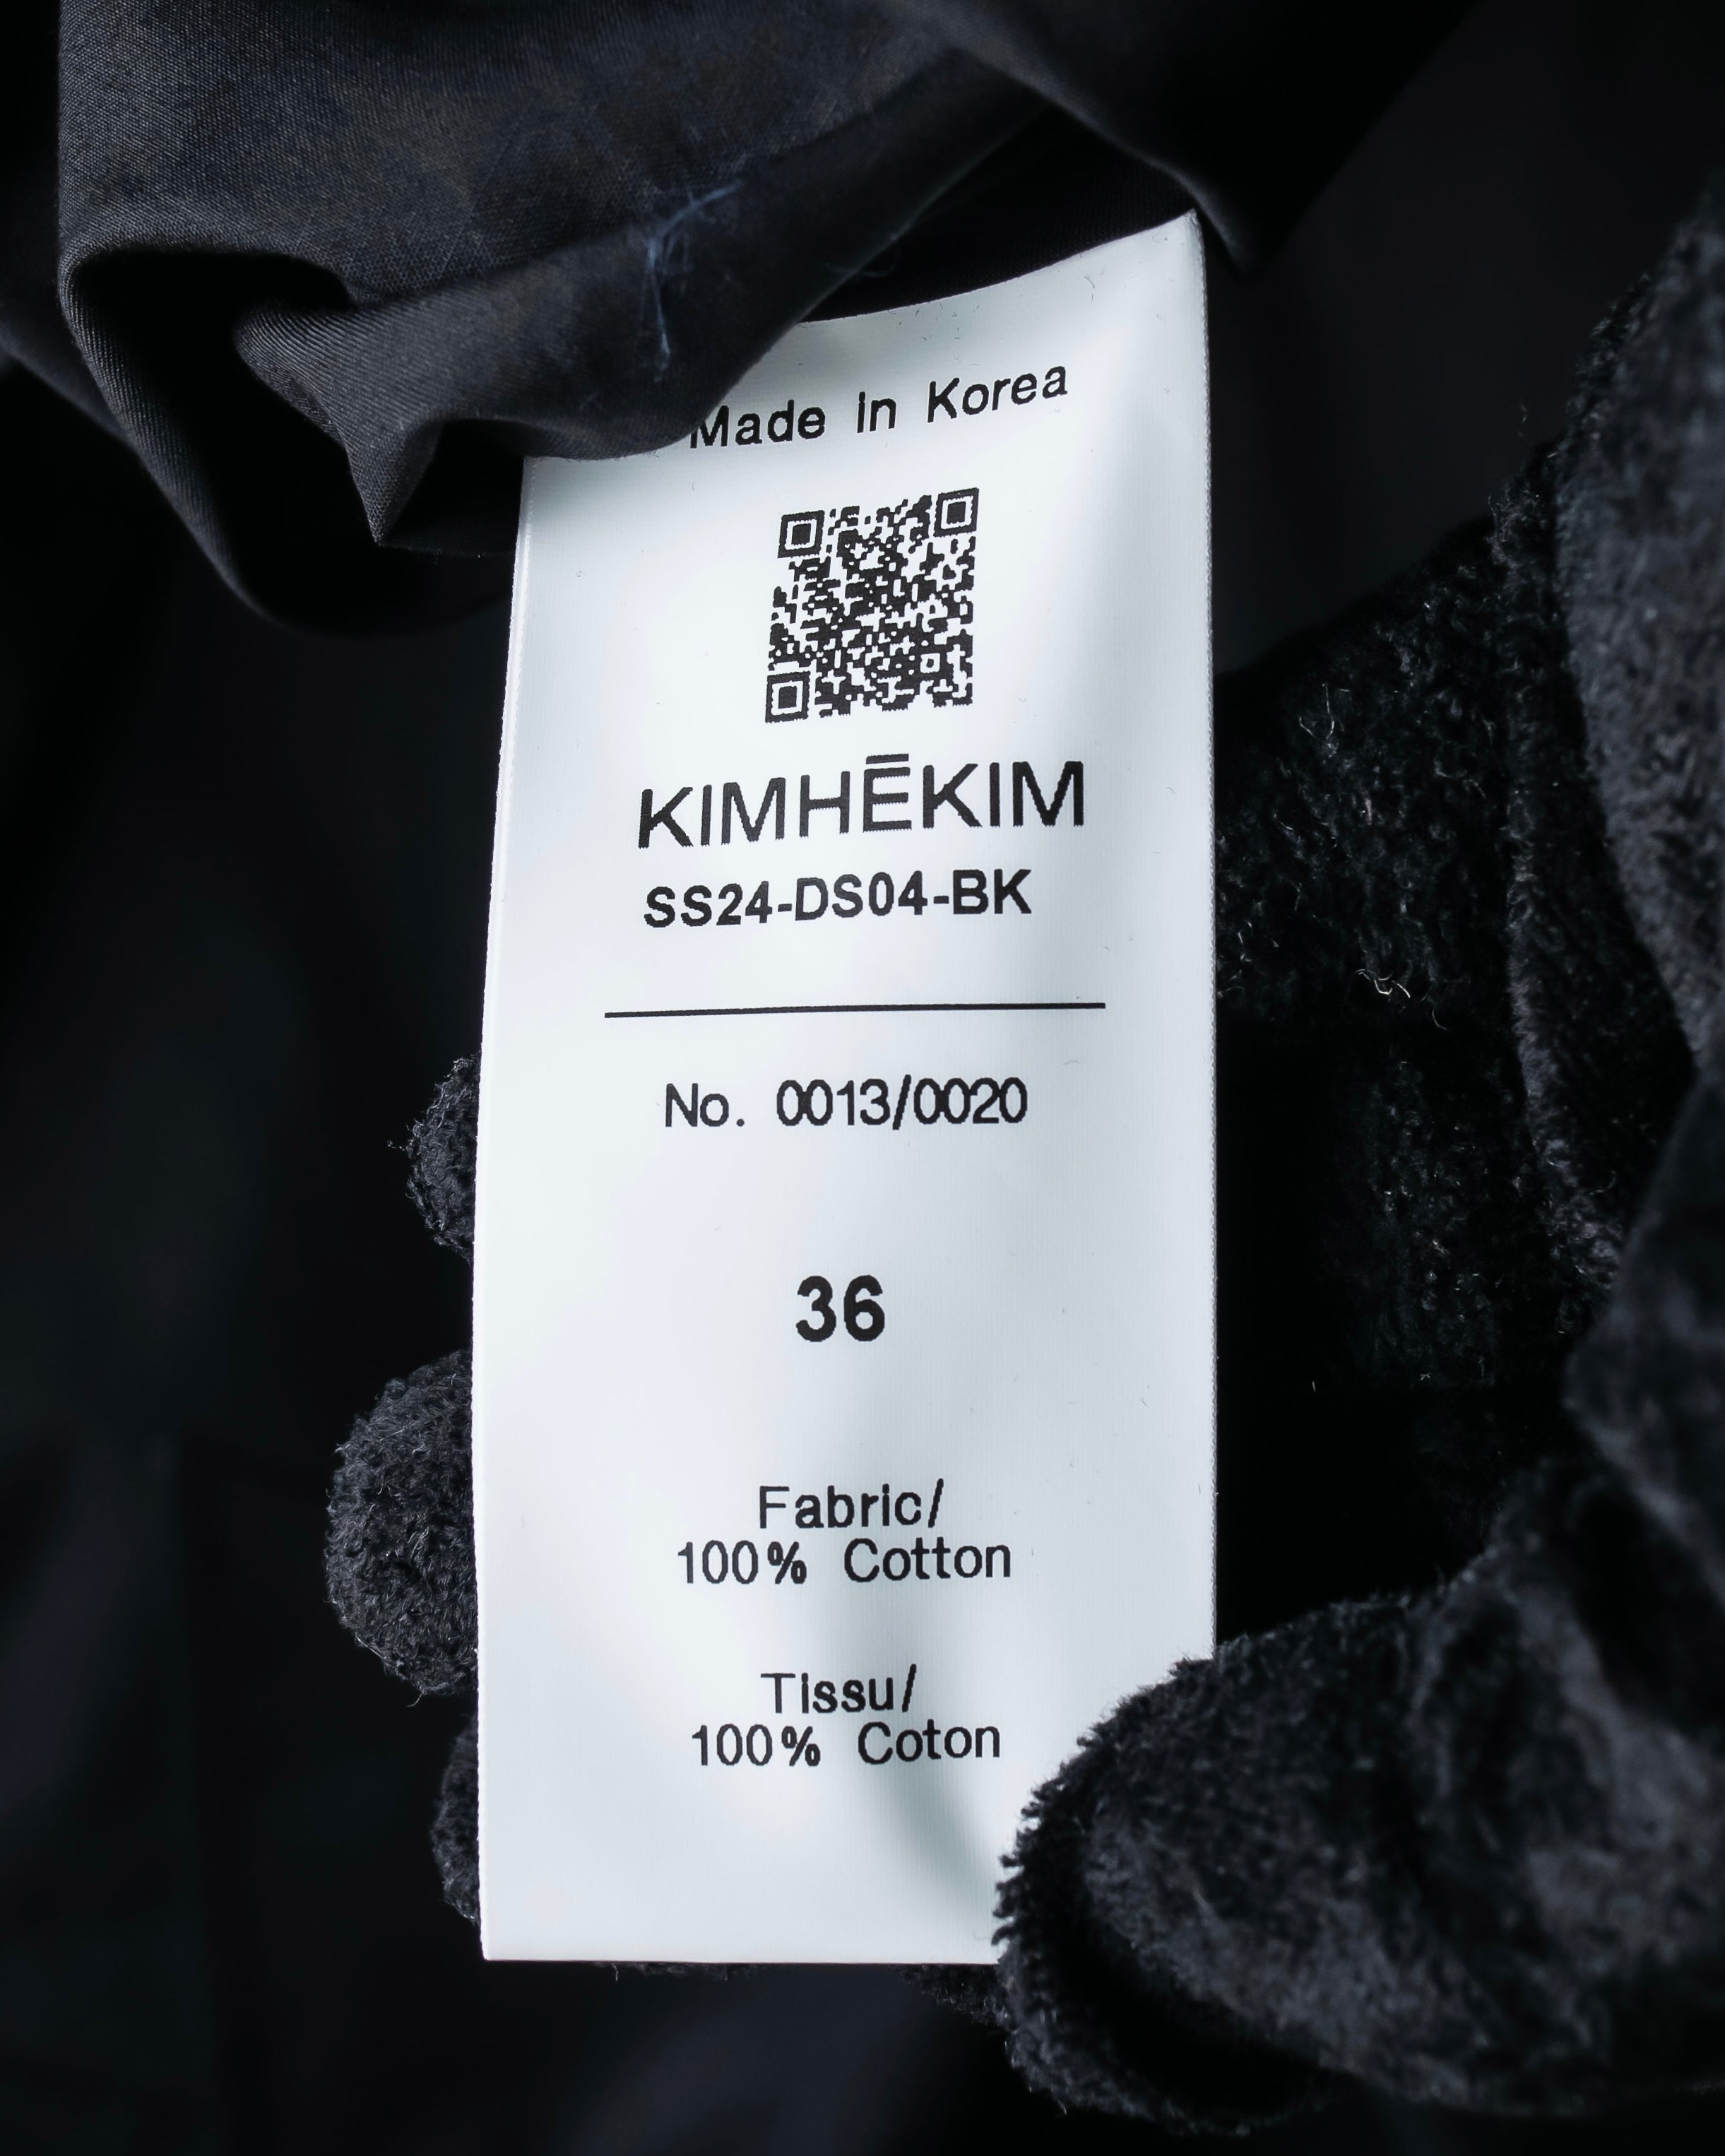 Made in Korea
KIMHĒKIM
SS24-DS04-BK
No. 0013/0020
36
Fabric/
100% Cotton
Tissu/
100% Coton